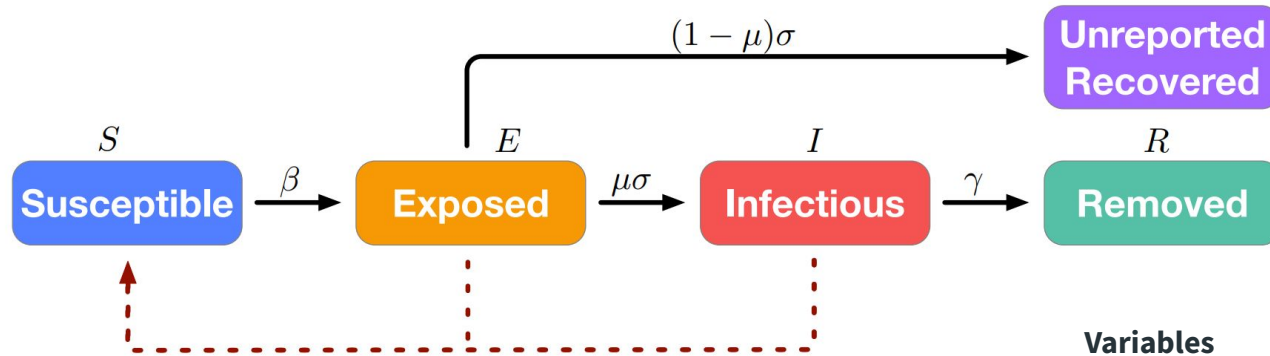 (1 − μ)σ
Unreported
Recovered
S
E
I
R
Susceptible
β
Exposed
μσ
Infectious
γ
Removed
Variables